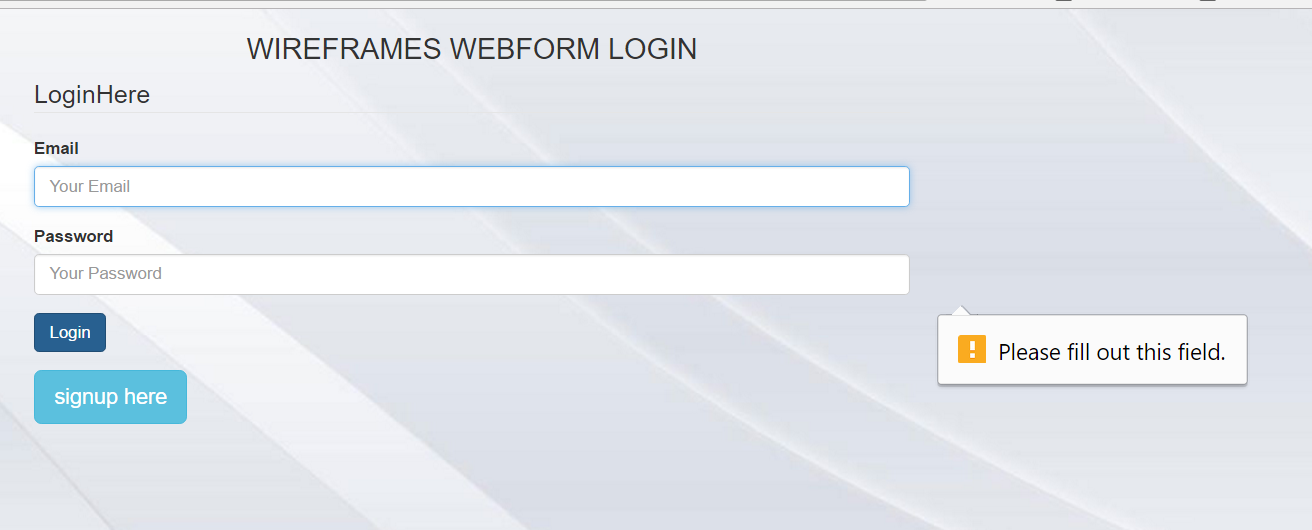 WIREFRAMES WEBFORM LOGIN
LoginHere
Email
Your Email
Password
Your Password
Login
Please fill out this field.
signup here